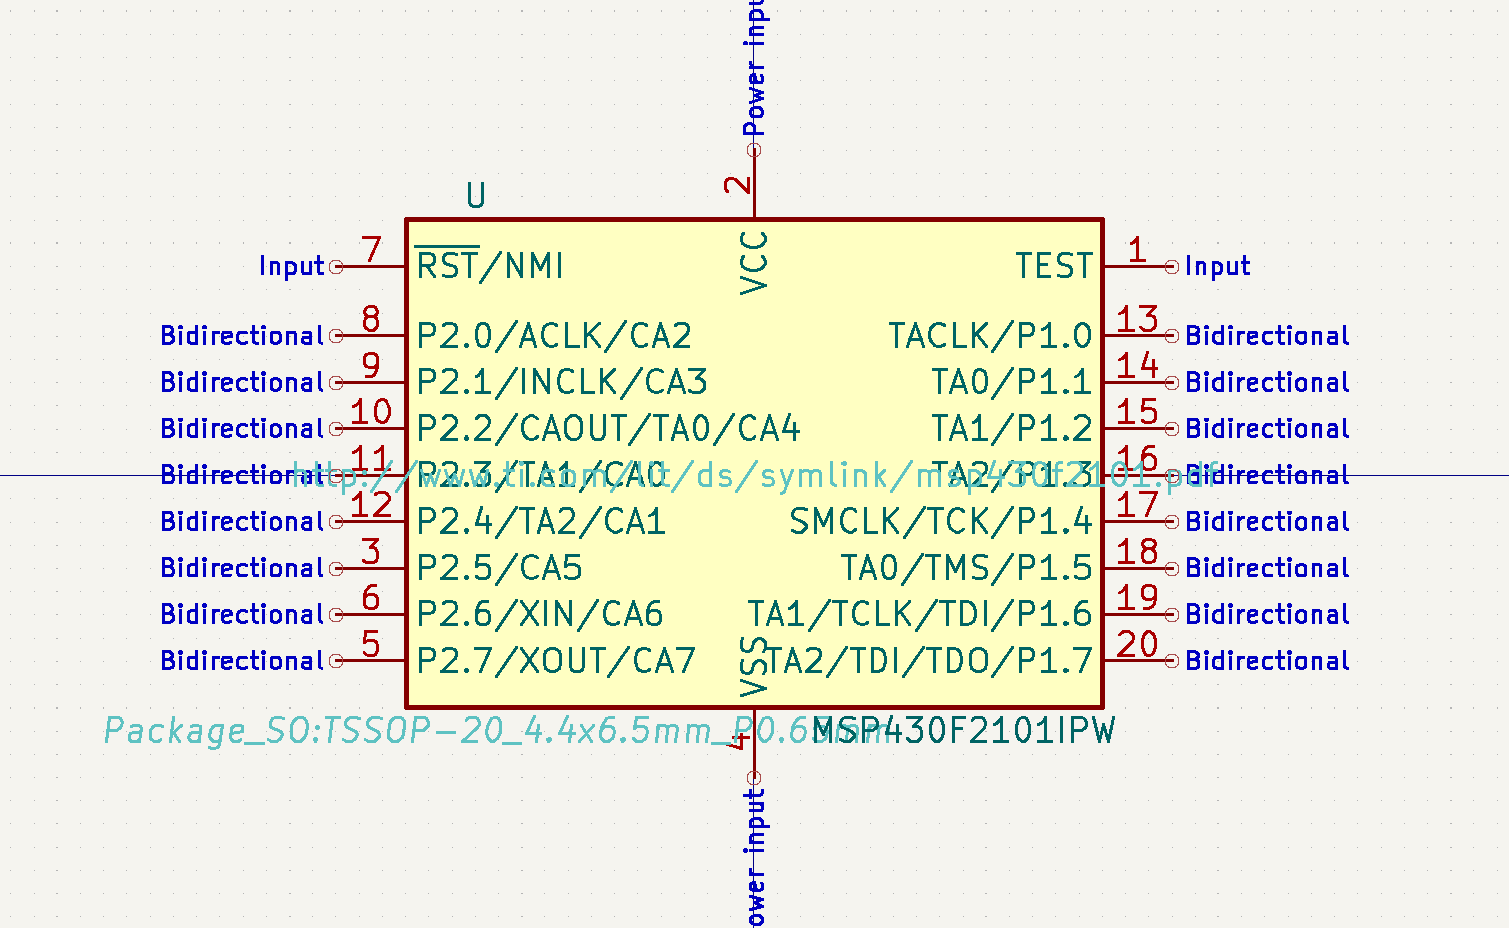 Power input
2
U
VCC
Input 7 RST/NMI TEST 1 Input
Bidirectional 8 P2.0/ACLK/CA2 TACLK/P1.0 13 Bidirectional
Bidirectional 9 P2.1/INCLK/CA3 TA0/P1.1 14 Bidirectional
Bidirectional 10 P2.2/CAOUT/TA0/CA4 TA1/P1.2 15 Bidirectional
Bidirectional 11 P2.3/TA1/CA0 TA2/P1.3 16 Bidirectional
http://www.ti.com/lit/ds/symlink/msp430f2101.pdf
Bidirectional 12 P2.4/TA2/CA1 SMCLK/TCK/P1.4 17 Bidirectional
Bidirectional 3 P2.5/CA5 TA0/TMS/P1.5 18 Bidirectional
Bidirectional 6 P2.6/XIN/CA6 TA1/TCLK/TDI/P1.6 19 Bidirectional
Bidirectional 5 P2.7/XOUT/CA7 TA2/TDI/TDO/P1.7 20 Bidirectional
VSS
Package_SO:TSSOP-20_4.4x6.5mm_P0.65mm
MSP430F2101IPW
4
ower input